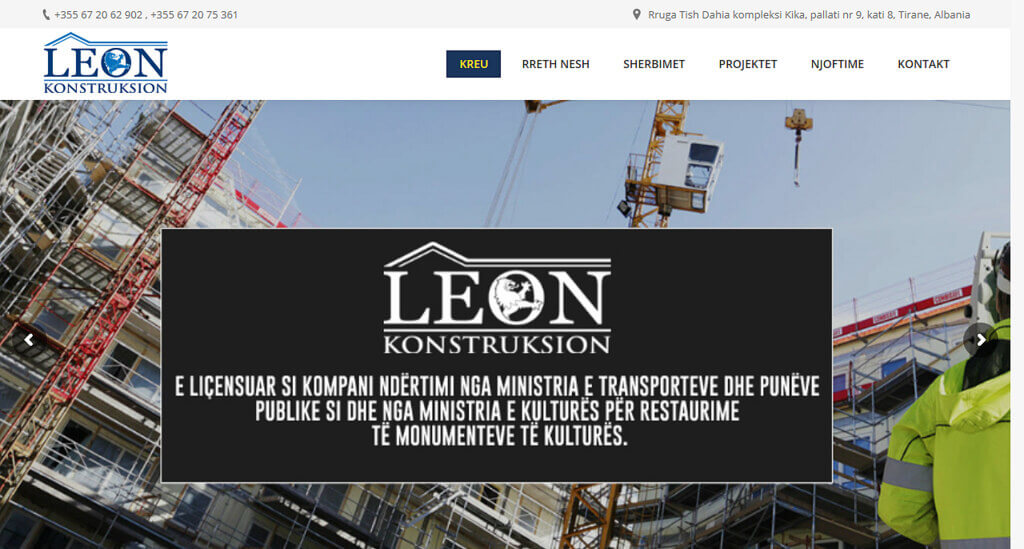 +355 67 20 62 902 , +355 67 20 75 361
Rruga Tish Dahia kompleksi Kika, pallati nr 9, kati 8, Tirane, Albania
LEON
KONSTRUKSION
KREU
RRETH NESH
SHERBIMET
PROJEKTET
NJOFTIME
KONTAKT
LEON
KONSTRUKSION
E LIÇENSUAR SI KOMPANI NDËRTIMI NGA MINISTRIA E TRANSPORTEVE DHE PUNËVE
PUBLIKE SI DHE NGA MINISTRIA E KULTURËS PËR RESTAURIME
TË MONUMENTEVE TË KULTURËS.